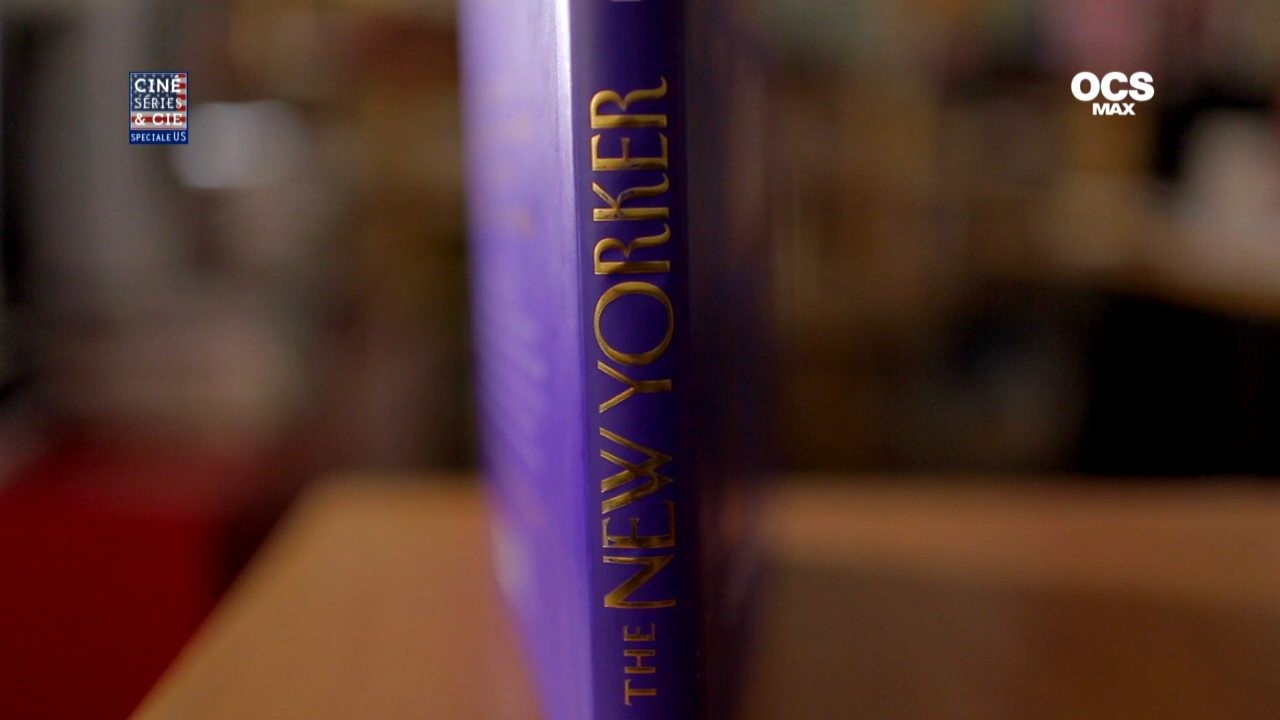 CINÉ
SÉRIES
& CIE
SPECIALE US
OCS
MAX
THE NEW YORKER